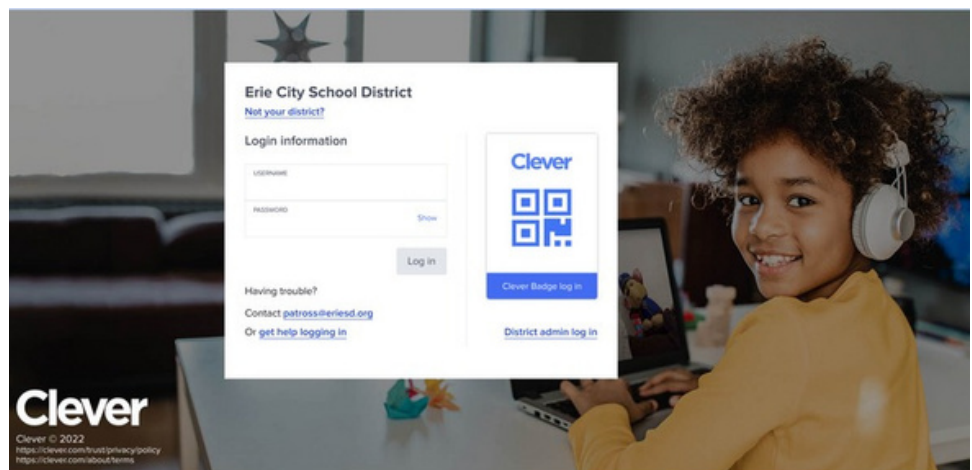 Erie City School District
Not your district?
Login information
USERNAME
PASSWORD
Show
Log in
Having trouble?
Contact patross@eriesd.org
Or get help logging in
Clever
Clever Badge log in
District admin log in
Clever
Clever © 2022
https://clever.com/trust/privacy/policy
https://clever.com/about/terms